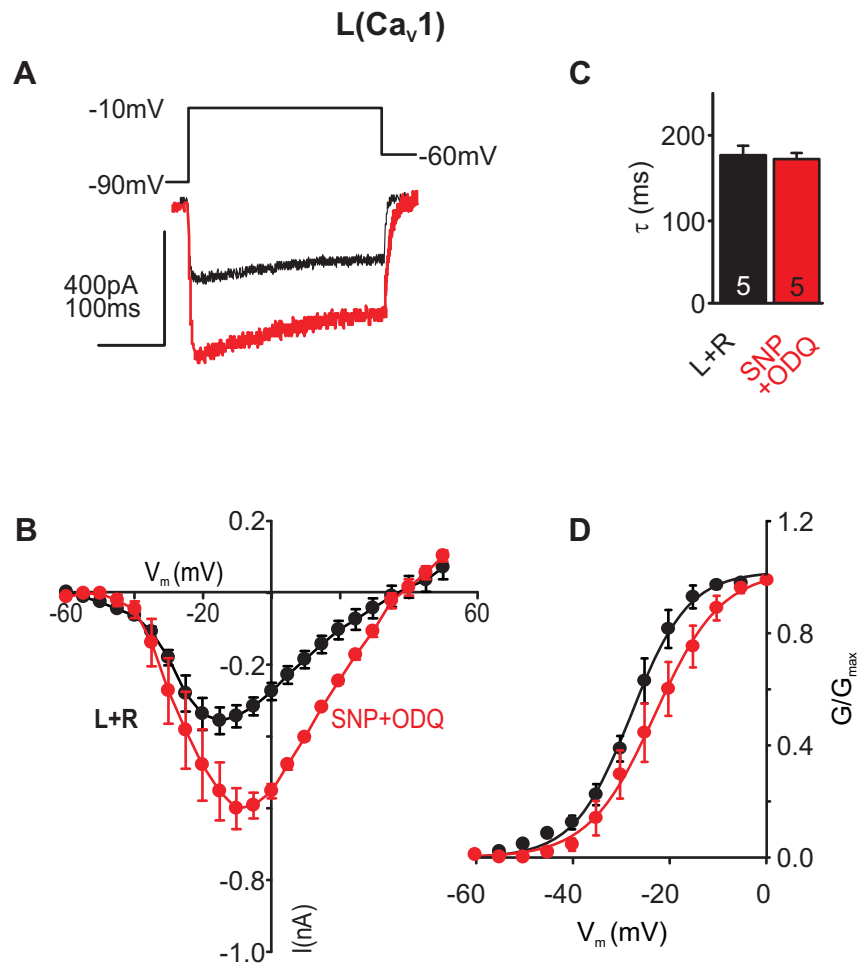 L(Cav1)
A
-10mV
-60mV
-90mV
400pA
100ms
C
200
100
0
τ (ms)
5
5
L+R
SNP
+ODQ
B
0.2
Vm (mV)
-60
-20
60
-0.2
L+R
SNP+ODQ
-0.8
-1.0
I(nA)
D
1.2
0.8
0.4
0.0
G/Gmax
-60
-40
-20
0
Vm (mV)